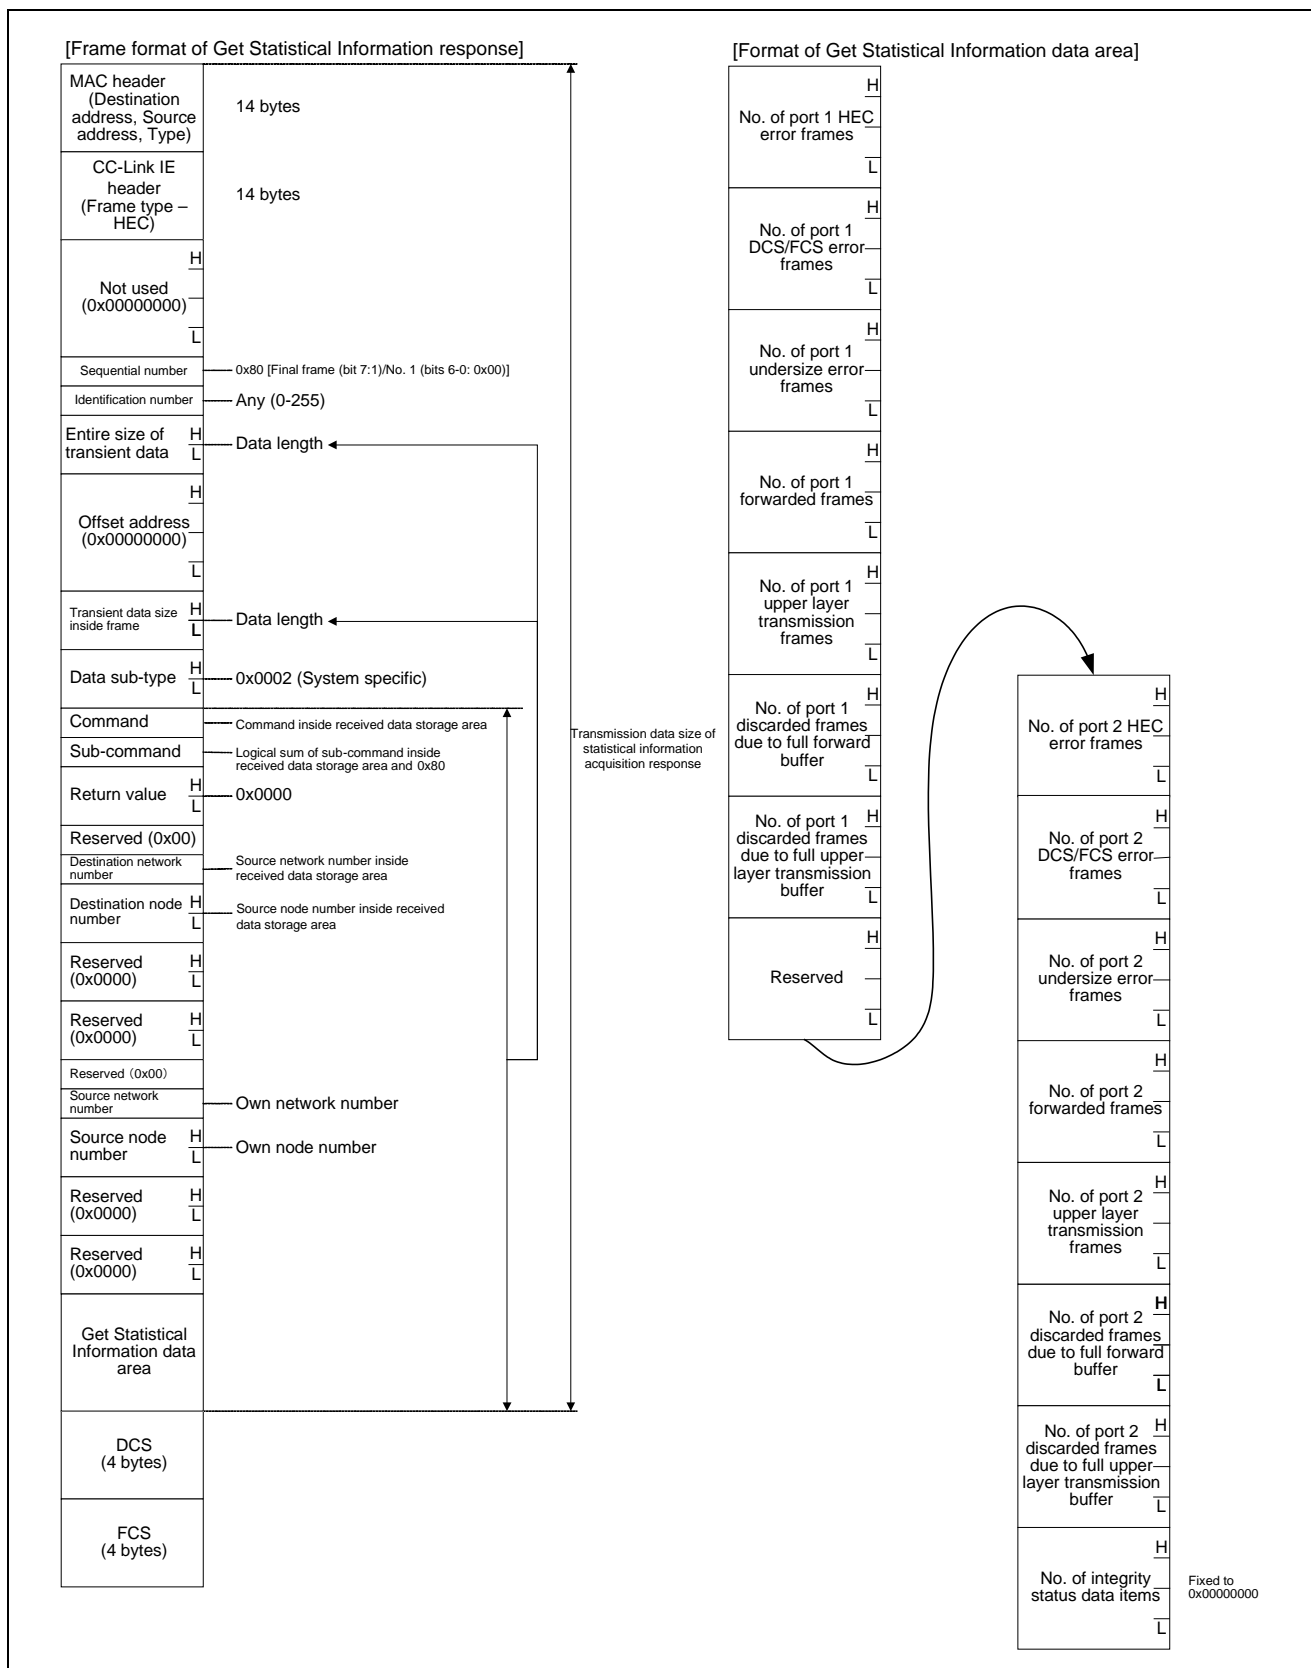 [Frame format of Get Statistical Information response]
MAC header
(Destination
address, Source
address, Type)
14 bytes
CC-Link IE
header
(Frame type –
HEC)
14 bytes
H
Not used
(0x00000000)
L
Sequential number
0x80 [Final frame (bit 7:1)/No. 1 (bits 6-0: 0x00)]
Identification number
Any (0-255)
Entire size of
transient data
H
L
Data length
H
Offset address
(0x00000000)
L
Transient data size
inside frame
H
L
Data length
Data sub-type
H
L
0x0002 (System specific)
Command
Command inside received data storage area
Sub-command
Logical sum of sub-command inside
received data storage area and 0x80
Return value
H
L
0x0000
Reserved (0x00)
Destination network
number
Source network number inside
received data storage area
Destination node
number
H
L
Source node number inside received
data storage area
Reserved
(0x0000)
H
L
Reserved
(0x0000)
H
L
Reserved (0x00)
Source network
number
Own network number
Source node
number
H
L
Own node number
Reserved
(0x0000)
H
L
Reserved
(0x0000)
H
L
Get Statistical
Information data
area
DCS
(4 bytes)
FCS
(4 bytes)
Transmission data size of
statistical information
acquisition response
[Format of Get Statistical Information data area]
H
No. of port 1 HEC
error frames
L
H
No. of port 1
DCS/FCS error
frames
L
H
No. of port 1
undersize error
frames
L
H
No. of port 1
forwarded frames
L
H
No. of port 1
upper layer
transmission
frames
L
H
No. of port 1
discarded frames
due to full forward
buffer
L
H
No. of port 1
discarded frames
due to full upper
layer transmission
buffer
L
H
Reserved
L
H
No. of port 2 HEC
error frames
L
H
No. of port 2
DCS/FCS error
frames
L
H
No. of port 2
undersize error
frames
L
H
No. of port 2
forwarded frames
L
H
No. of port 2
upper layer
transmission
frames
L
H
No. of port 2
discarded frames
due to full forward
buffer
L
H
No. of port 2
discarded frames
due to full upper
layer transmission
buffer
L
H
No. of integrity
status data items
L
Fixed to
0x00000000